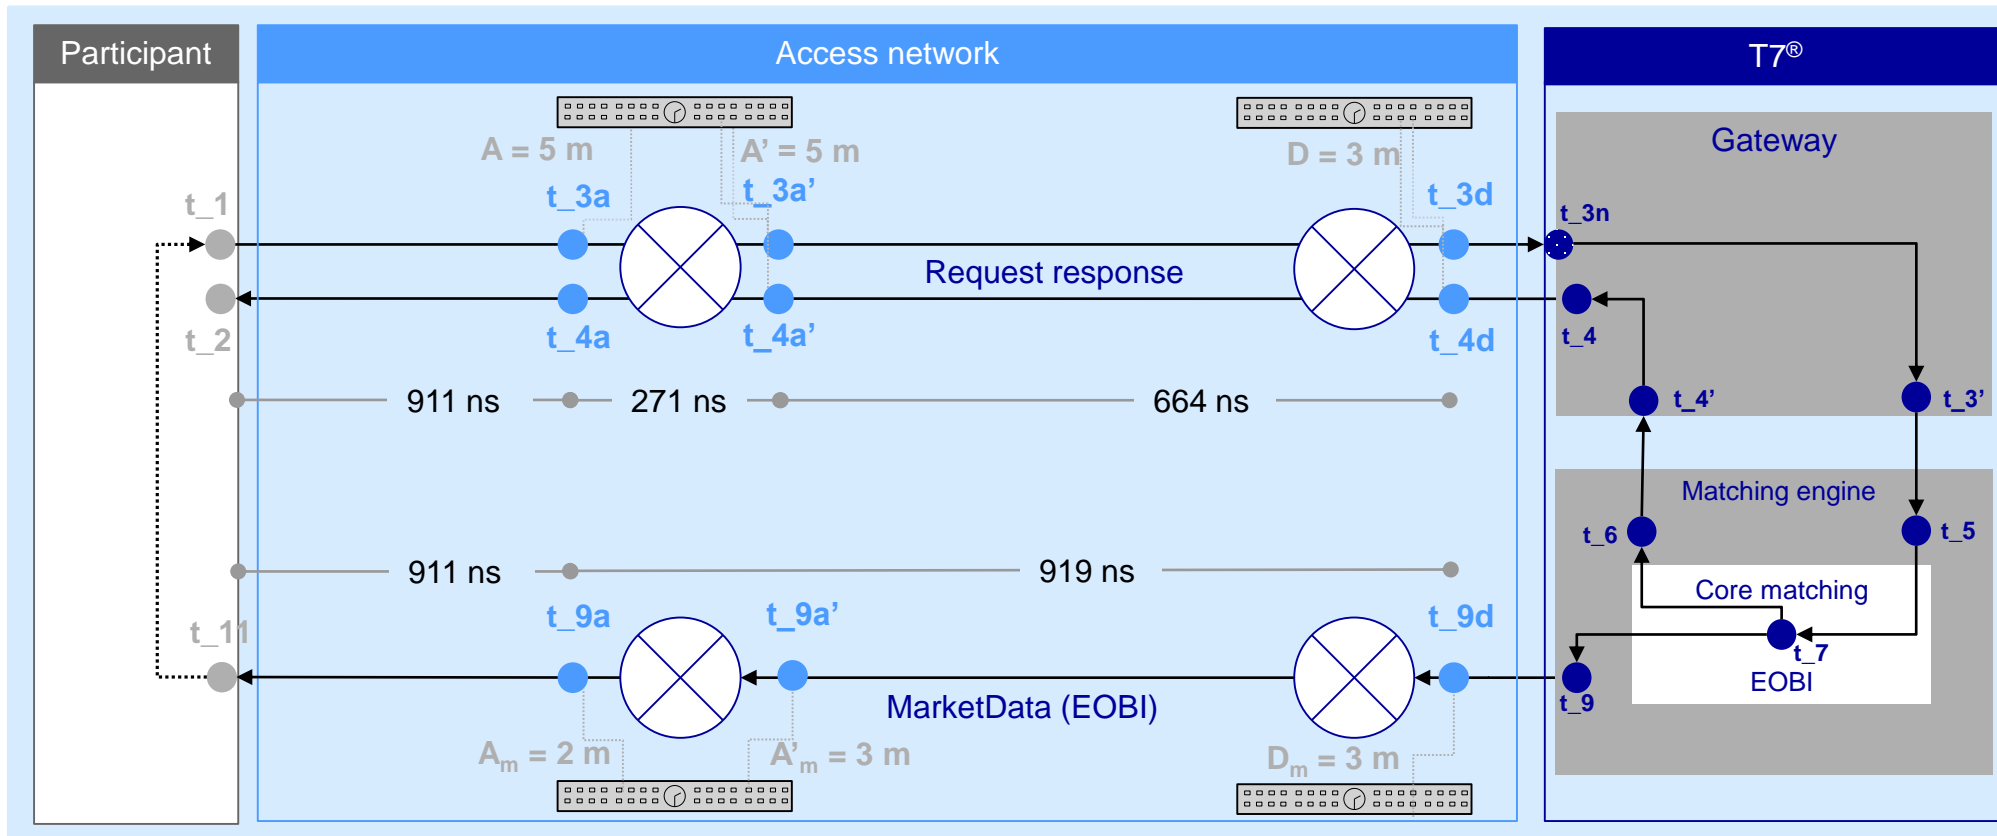 Participant
Access network
T7®
A = 5 m
A’ = 5 m
D = 3 m
Gateway
t_1
t_3a
t_3a’
t_3d
t_3n
Request response
t_2
t_4a
t_4a’
t_4d
t_4
911 ns
271 ns
664 ns
t_4’
t_3’
Matching engine
t_6
t_5
911 ns
919 ns
Core matching
t_11
t_9a
t_9a’
t_9d
t_7
EOBI
t_9
MarketData (EOBI)
Am = 2 m
A’m = 3 m
Dm = 3 m